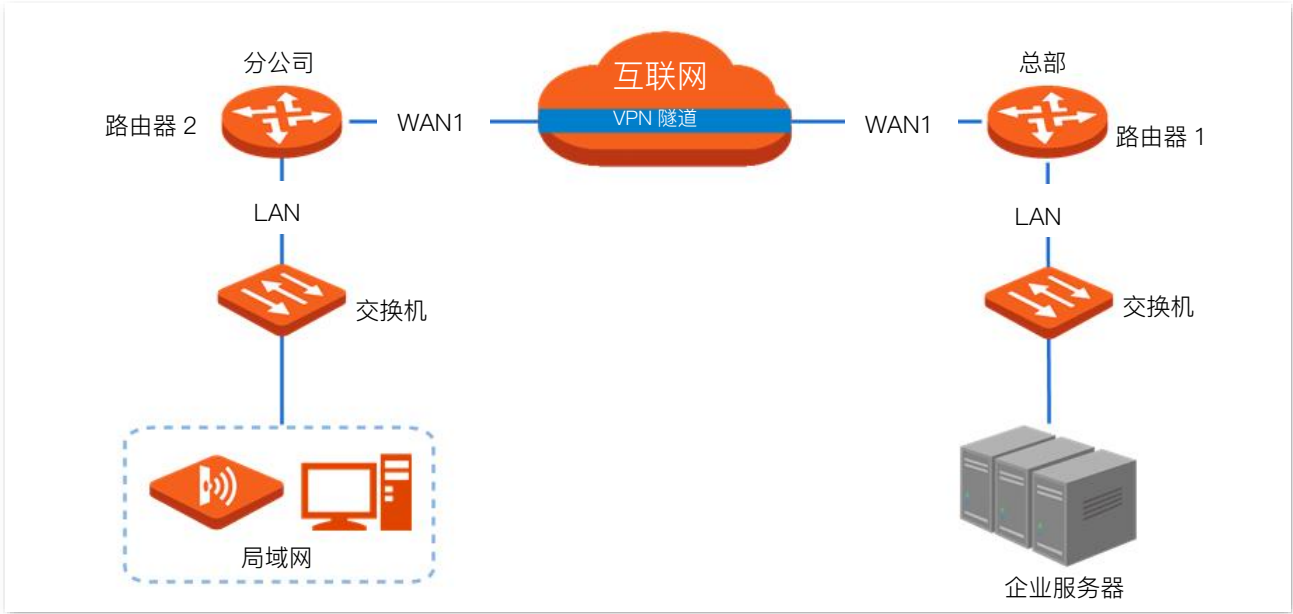 分公司
互联网
总部
路由器 2
WAN1
VPN 隧道
WAN1
路由器 1
LAN
LAN
交换机
交换机
局域网
企业服务器